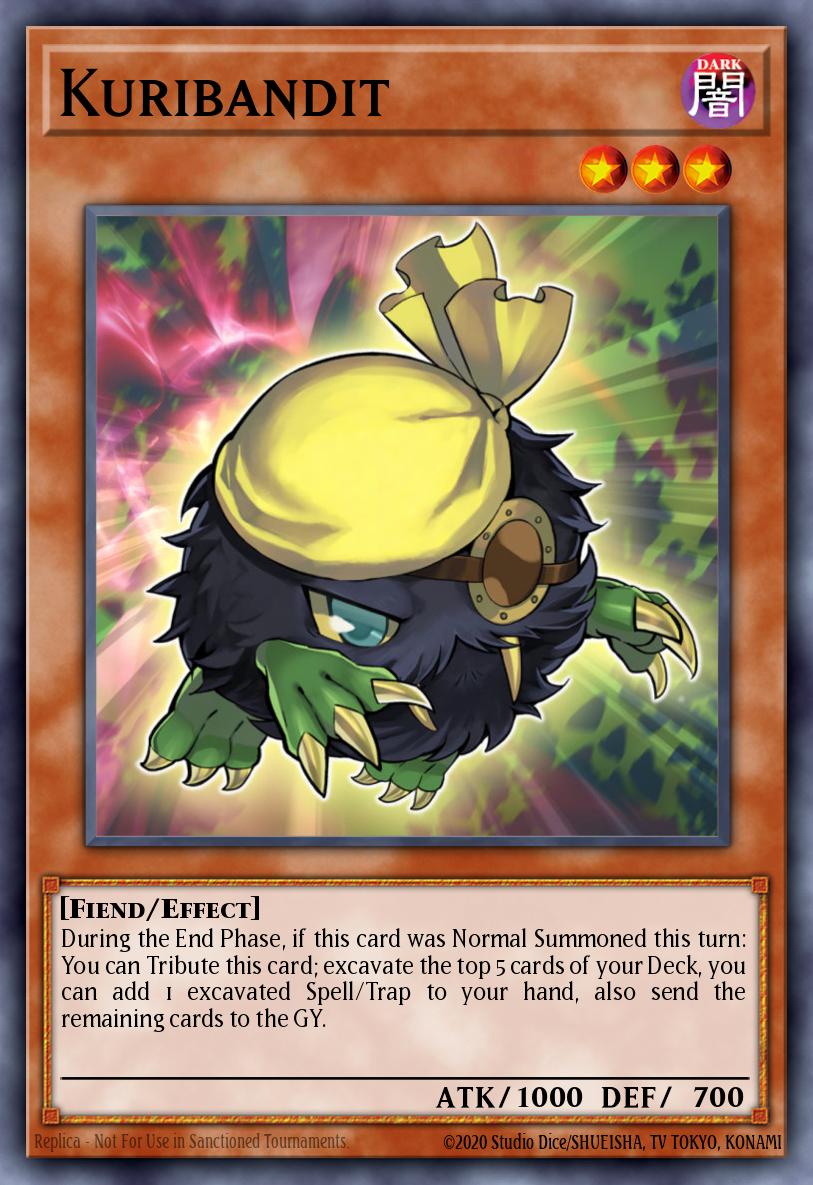 Kuribandit
DARK
闇
[Fiend/Effect]
During the End Phase, if this card was Normal Summoned this turn:
You can Tribute this card; excavate the top 5 cards of your Deck, you
can add 1 excavated Spell/Trap to your hand, also send the
remaining cards to the GY.
ATK/1000 DEF/ 700
Replica - Not For Use in Sanctioned Tournaments.
©2020 Studio Dice/SHUEISHA, TV TOKYO, KONAMI